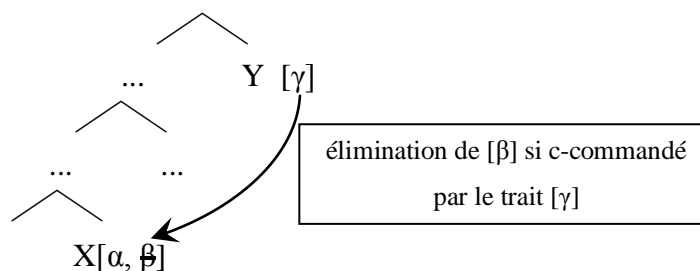 ... Y [γ]
... ...
élimination de [β] si c-commandé
par le trait [γ]
X[α, β]